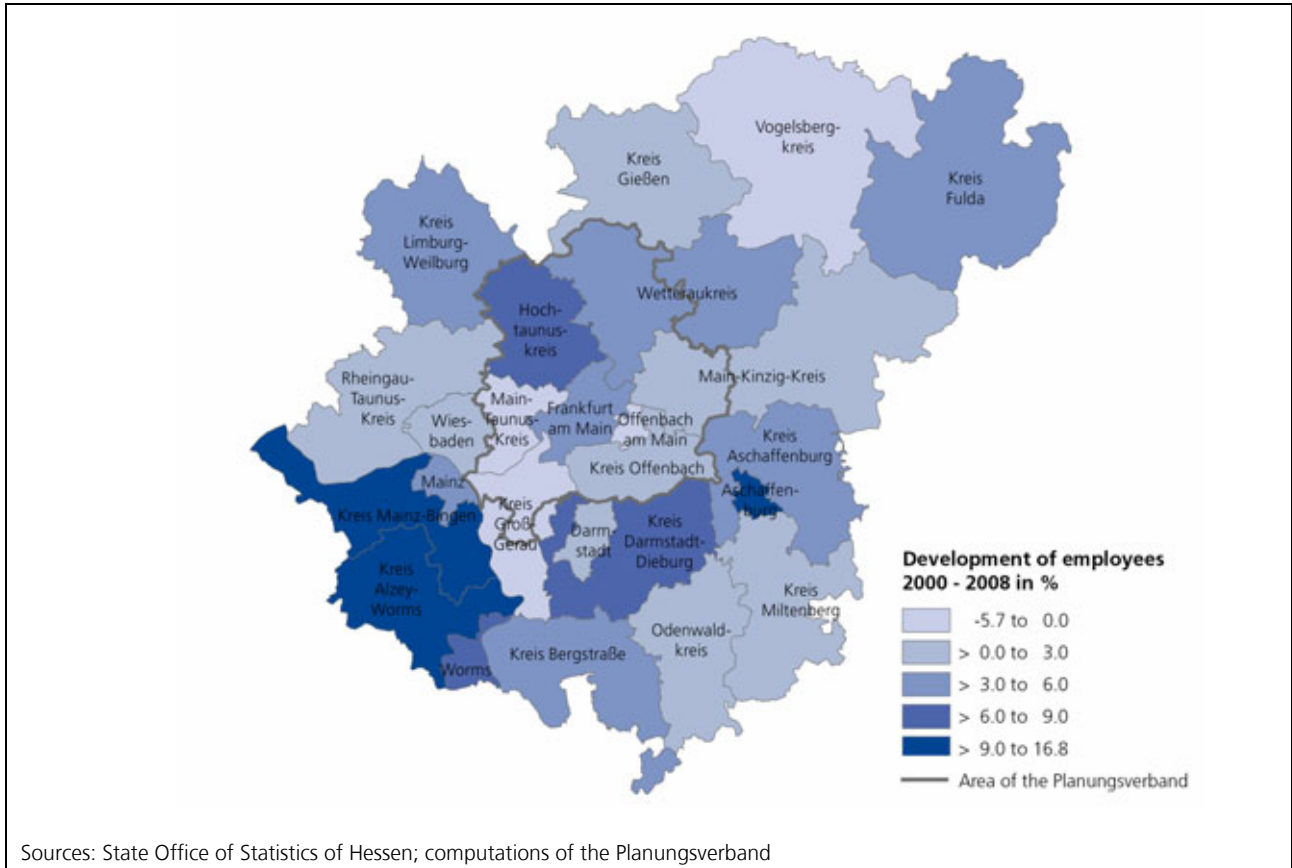 Vogelsberg-
kreis
Kreis
Gießen
Kreis
Fulda
Kreis
Limburg-
Weilburg
Wetteraukreis
Hoch-
taunus-
kreis
Rheingau-
Taunus-
Kreis
Main-Kinzig-Kreis
Main-
Taunus-
Kreis
Frankfurt
am Main
Offenbach
am Main
Wies-
baden
Kreis
Aschaffenburg
Kreis Offenbach
Mainz
Aschaffen-
burg
Kreis Mainz-Bingen
Kreis
Groß-
Gerau
Darm-
stadt
Kreis
Darmstadt-
Dieburg
Kreis
Alzey-
Worms
Kreis
Miltenberg
Odenwald-
kreis
Worms
Kreis Bergstraße
Development of employees
2000 - 2008 in %
-5.7 to 0.0
> 0.0 to 3.0
> 3.0 to 6.0
> 6.0 to 9.0
> 9.0 to 16.8
Area of the Planungsverband
Sources: State Office of Statistics of Hessen; computations of the Planungsverband